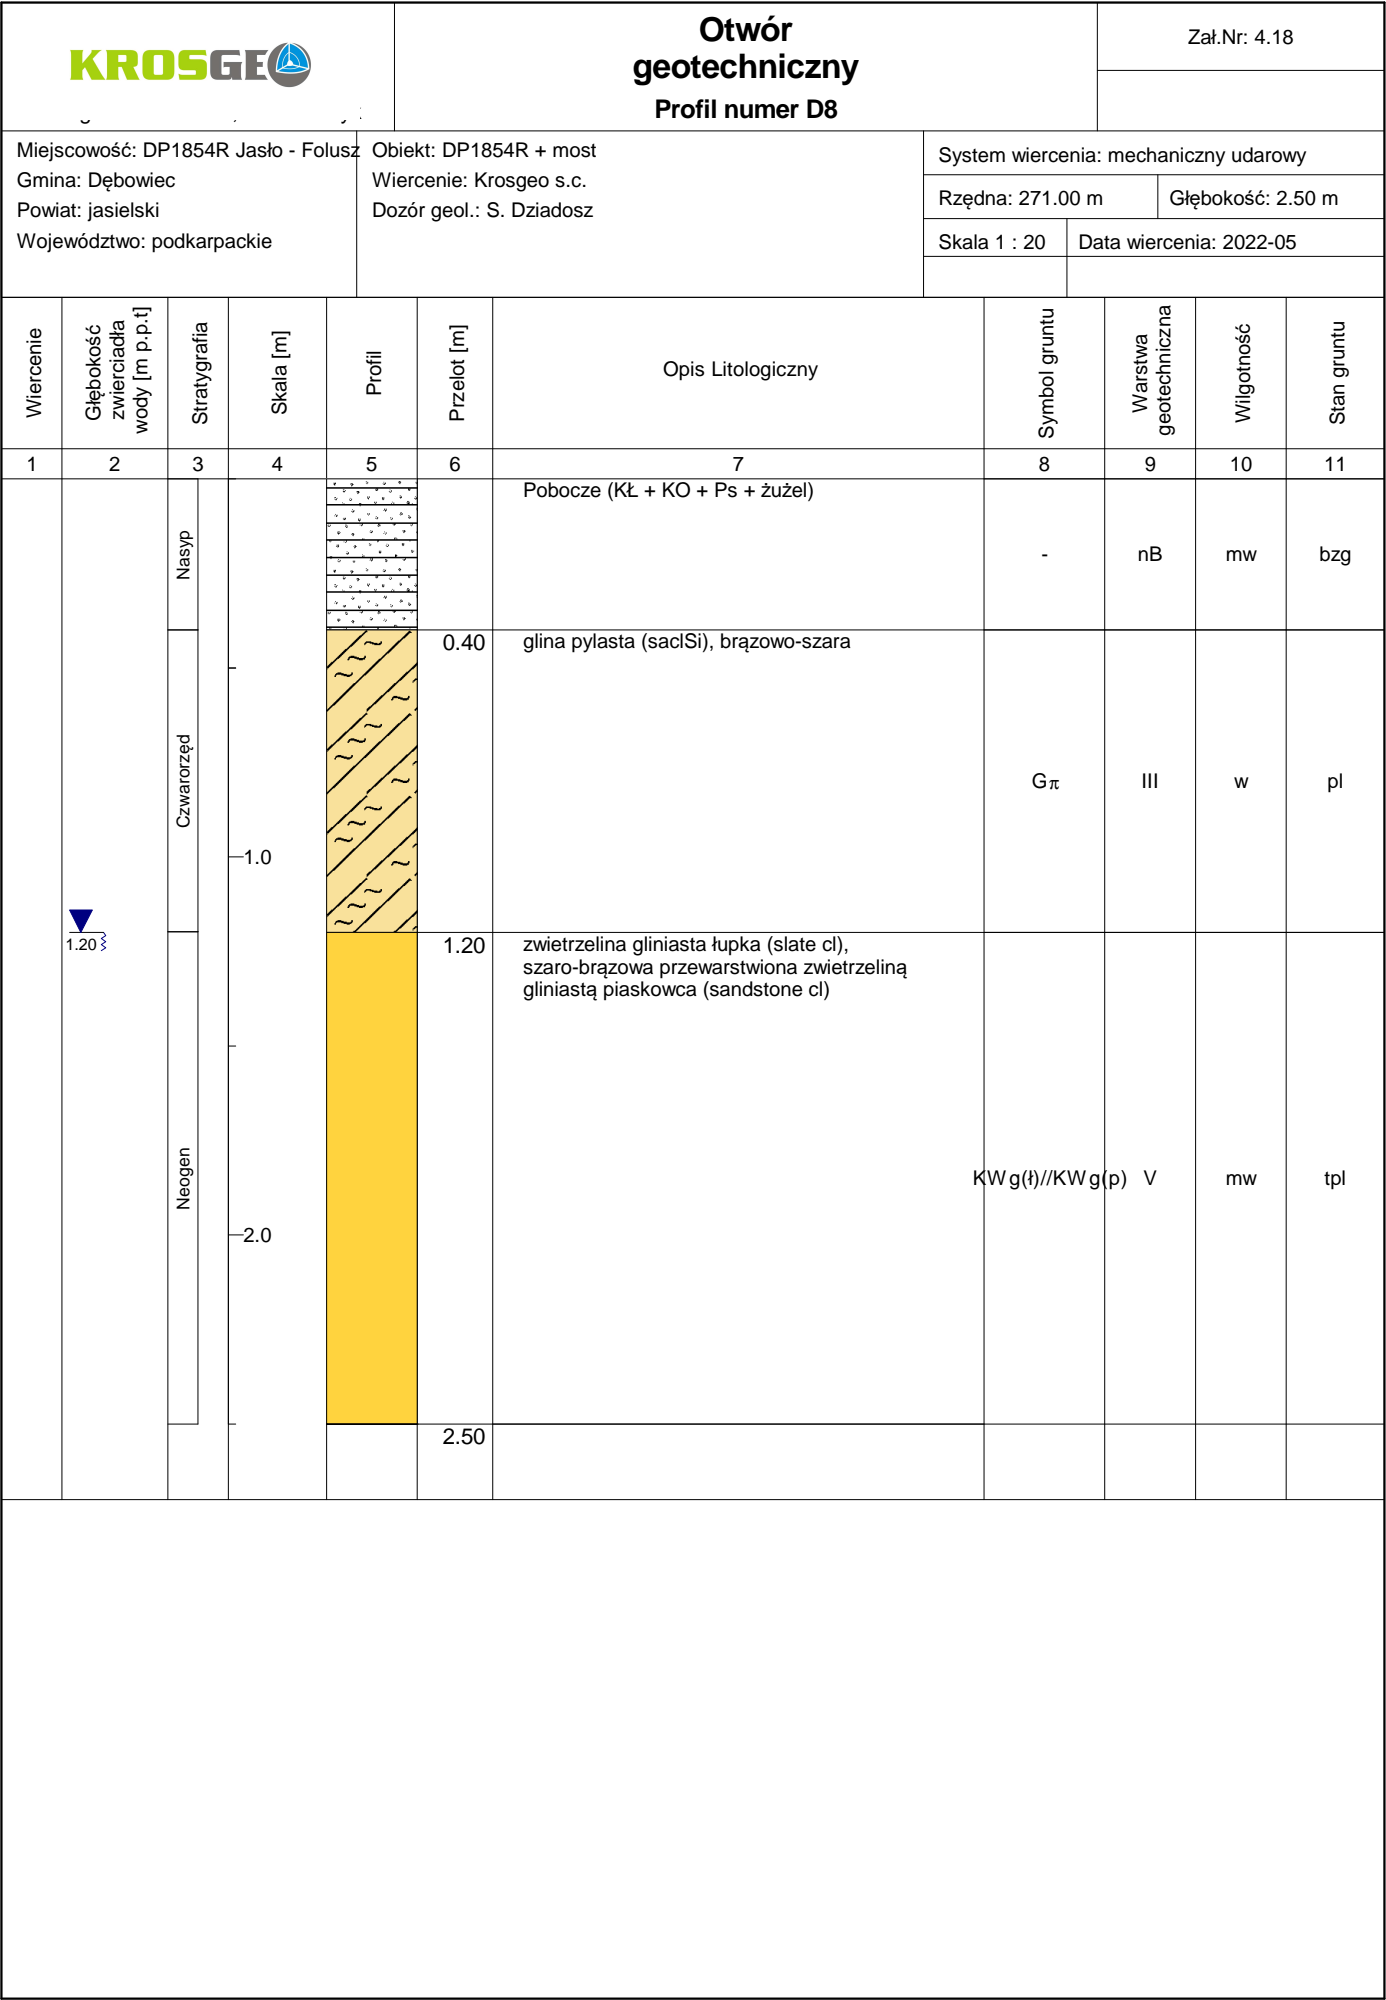 KROSGEO
Otwór
geotechniczny
Profil numer D8
Zał.Nr: 4.18
Miejscowość: DP1854R Jasło - Folusz
Gmina: Dębowiec
Powiat: jasielski
Województwo: podkarpackie
Obiekt: DP1854R + most
Wiercenie: Krosgeo s.c.
Dozór geol.: S. Dziadosz
System wiercenia: mechaniczny udarowy
Rzędna: 271.00 m
Głębokość: 2.50 m
Skala 1 : 20
Data wiercenia: 2022-05
Wiercenie
Głębokość
zwierciadła
wody [m p.p.t]
Stratygrafia
Skala [m]
Profil
Przelot [m]
Opis Litologiczny
Symbol gruntu
Warstwa
geotechniczna
Wilgotność
Stan gruntu
1 2 3 4 5 6 7 8 9 10 11
Nasyp
Pobocze (KŁ + KO + Ps + żużel)
- nB mw bzg
Czwarorzęd
0.40
glina pylasta (saclSi), brązowo-szara
Gπ III w pl
1.0
1.20
Neogen
1.20
zwietrzelina gliniasta łupka (slate cl),
szaro-brązowa przewarstwiona zwietrzeliną
gliniastą piaskowca (sandstone cl)
KWg(ł)//KWg(p) V mw tpl
2.0
2.50